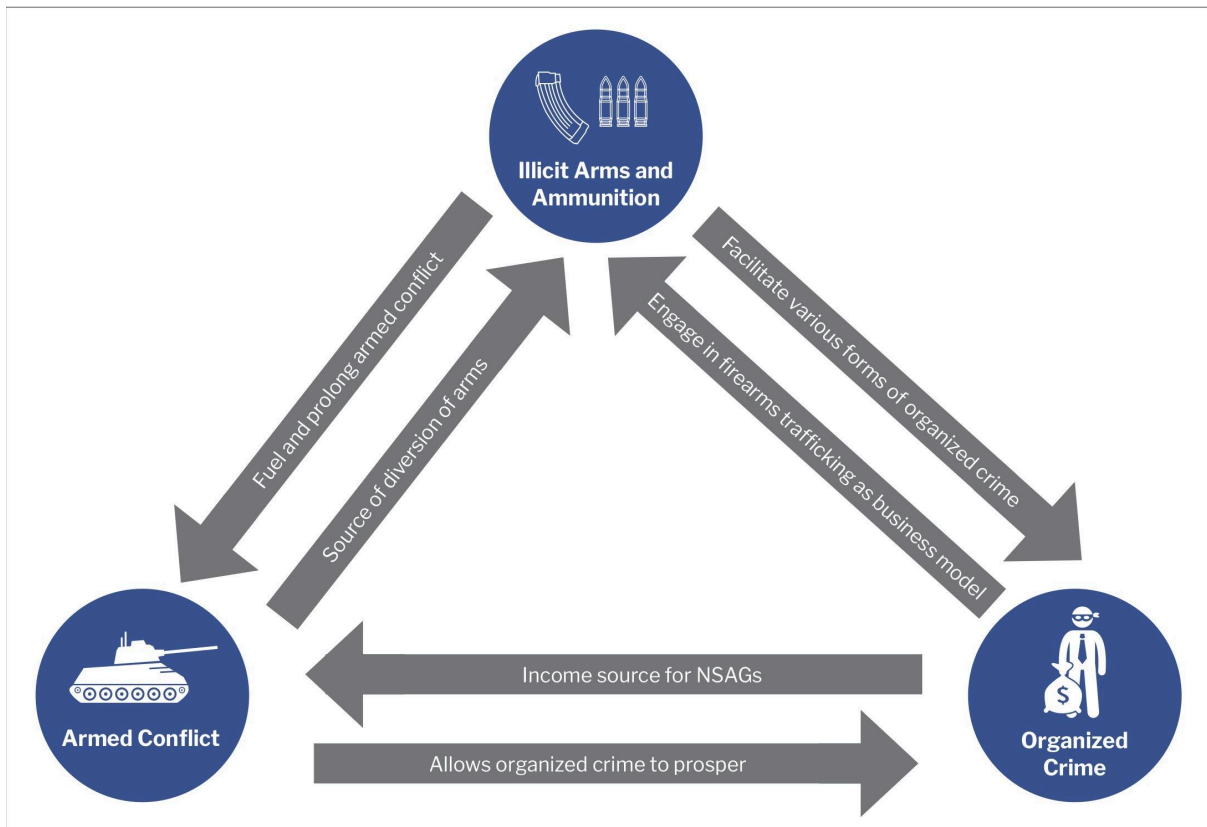 Illicit Arms and
Ammunition
Fuel and prolong armed conflict
Source of diversion of arms
Facilitate various forms of organized crime
Engage in firearms trafficking as business model
Income source for NSAGs
Allows organized crime to prosper
Armed Conflict
$
Organized
Crime